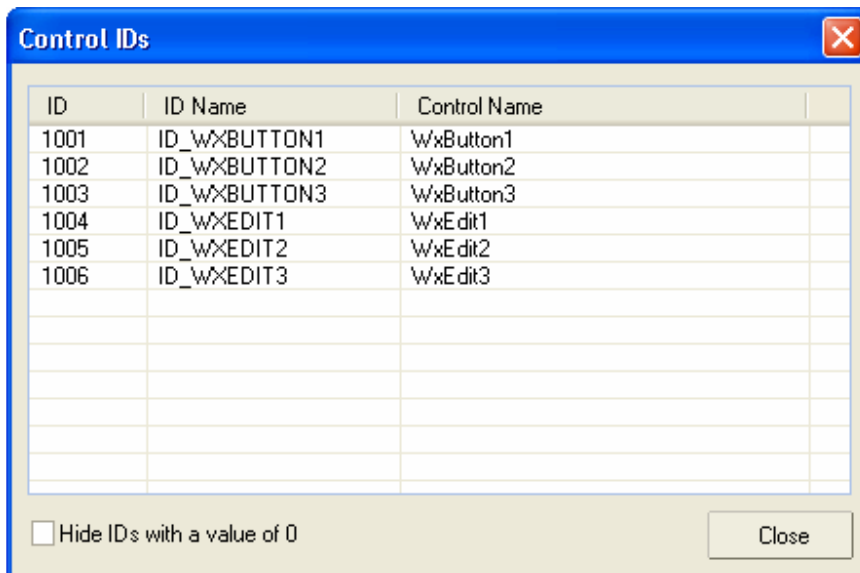 Control IDs
ID ID Name Control Name
1001 ID_WXBUTTON1 WxButton1
1002 ID_WXBUTTON2 WxButton2
1003 ID_WXBUTTON3 WxButton3
1004 ID_WXEDIT1 WxEdit1
1005 ID_WXEDIT2 WxEdit2
1006 ID_WXEDIT3 WxEdit3
Hide IDs with a value of 0 Close